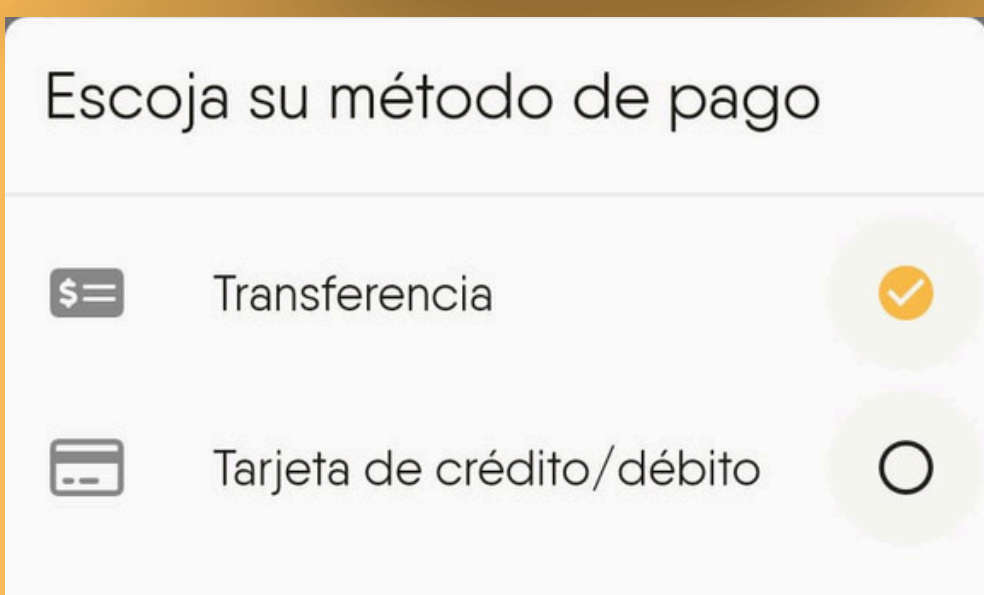 Escoja su método de pago
$
Transferencia
Tarjeta de crédito/débito